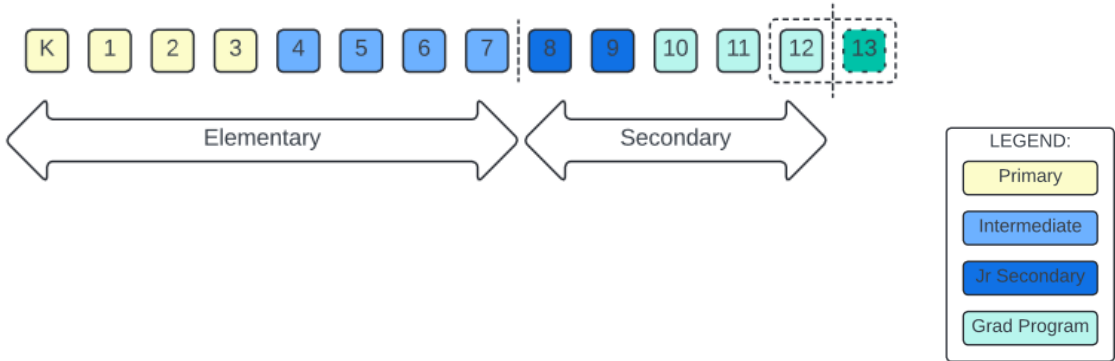 K 1 2 3 4 5 6 7 8 9 10 11 12 13
Elementary Secondary
LEGEND:
Primary
Intermediate
Jr Secondary
Grad Program